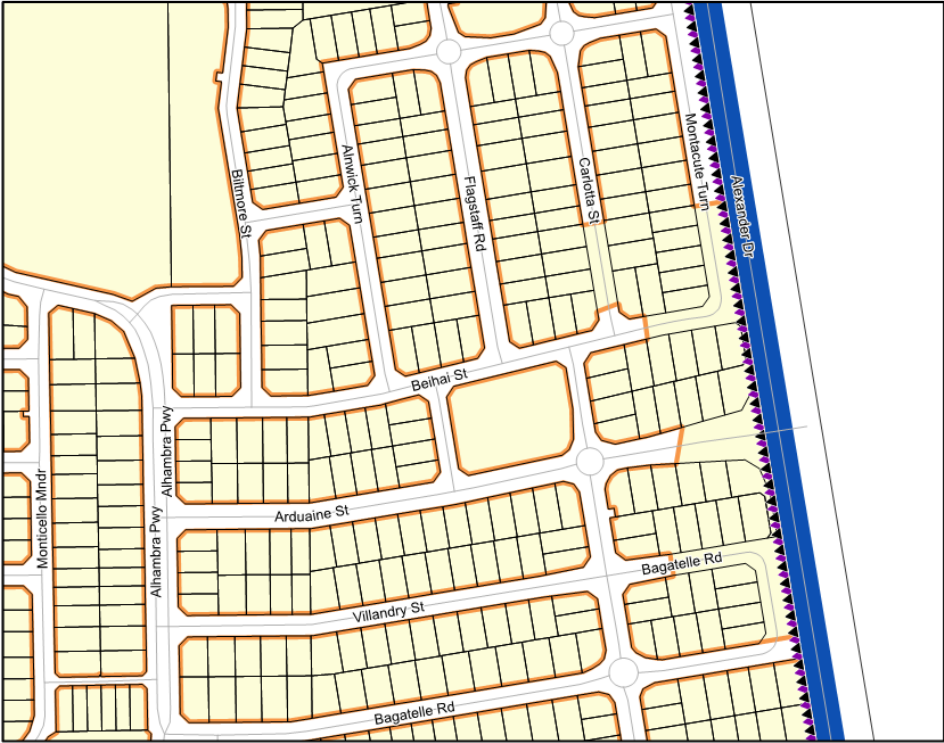 Biltmore St
Alnwick Turn
Flagstaff Rd
Carlotta St
Montacute Turn
Alexander Dr
Beihai St
Alhambra Pwy
Monticello Mndr
Arduaine St
Alhambra Pwy
Bagatelle Rd
Villandry St
Bagatelle Rd